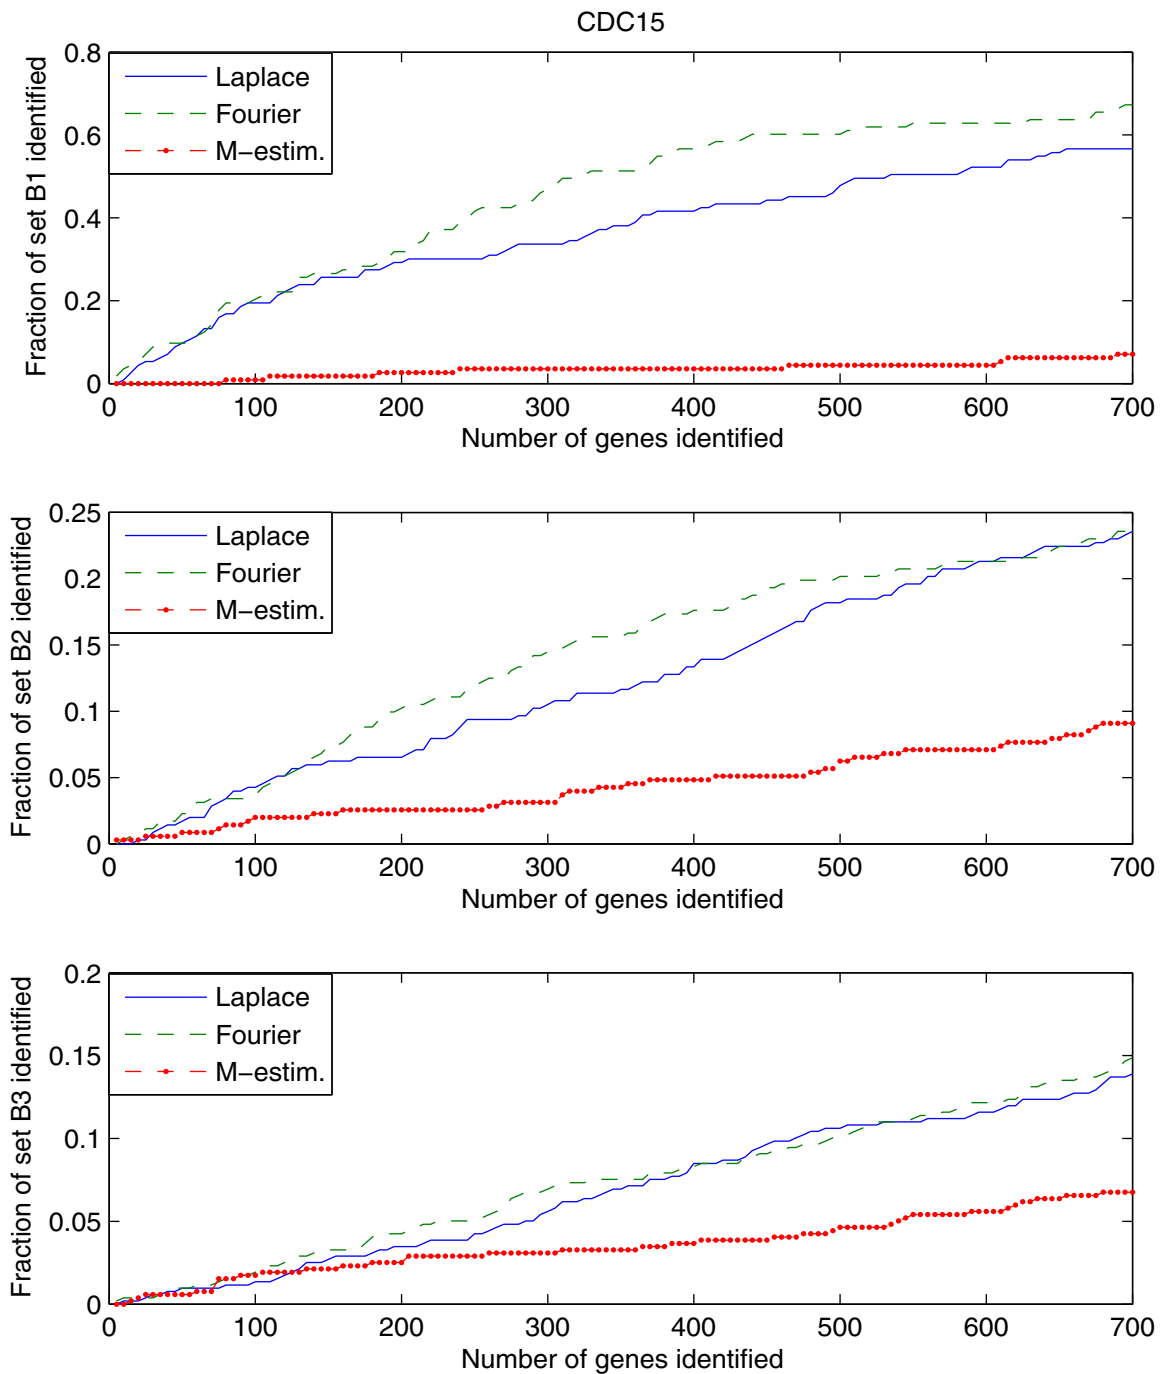 CDC15
Fraction of set B1 identified
0.8
0.6
0.4
0.2
0
Laplace
Fourier
M−estim.
0 100 200 300 400 500 600 700
Number of genes identified
Fraction of set B2 identified
0.25
0.2
0.15
0.1
0.05
0
Laplace
Fourier
M−estim.
0 100 200 300 400 500 600 700
Number of genes identified
Fraction of set B3 identified
0.2
0.15
0.1
0.05
0
Laplace
Fourier
M−estim.
0 100 200 300 400 500 600 700
Number of genes identified